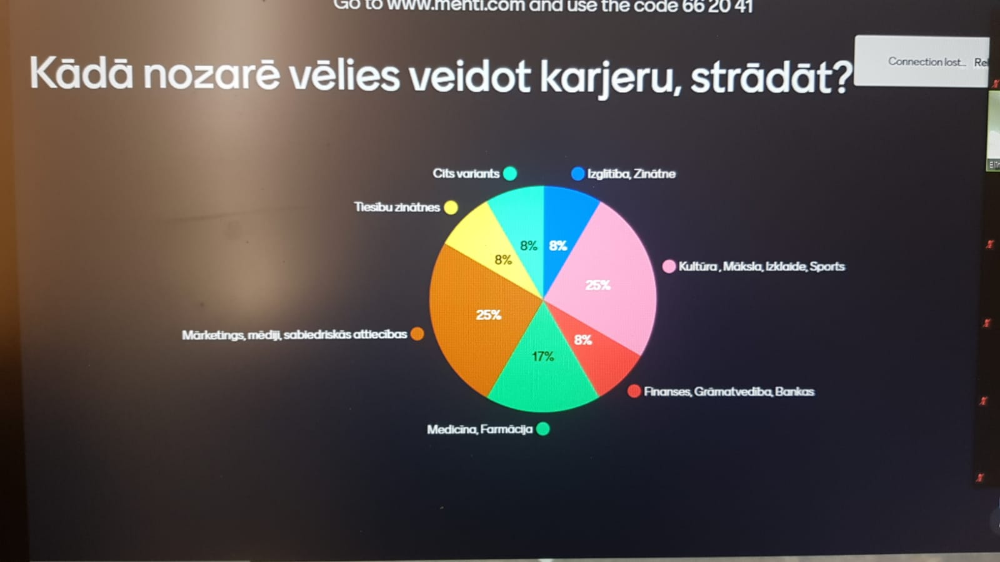 Go to www.menti.com and use the code 66 20 41
Kādā nozarē vēlies veidot karjeru, strādāt?
Connection lost...
Cits variants
Izglītība, Zinātne
Tiesību zinātnes
8%
8%
8%
Kultūra , Māksla, Izklaide, Sports
25%
25%
Mārketings, mēdiji, sabiedriskās attiecības
8%
17%
Finanses, Grāmatvedība, Bankas
Medicīna, Farmācija